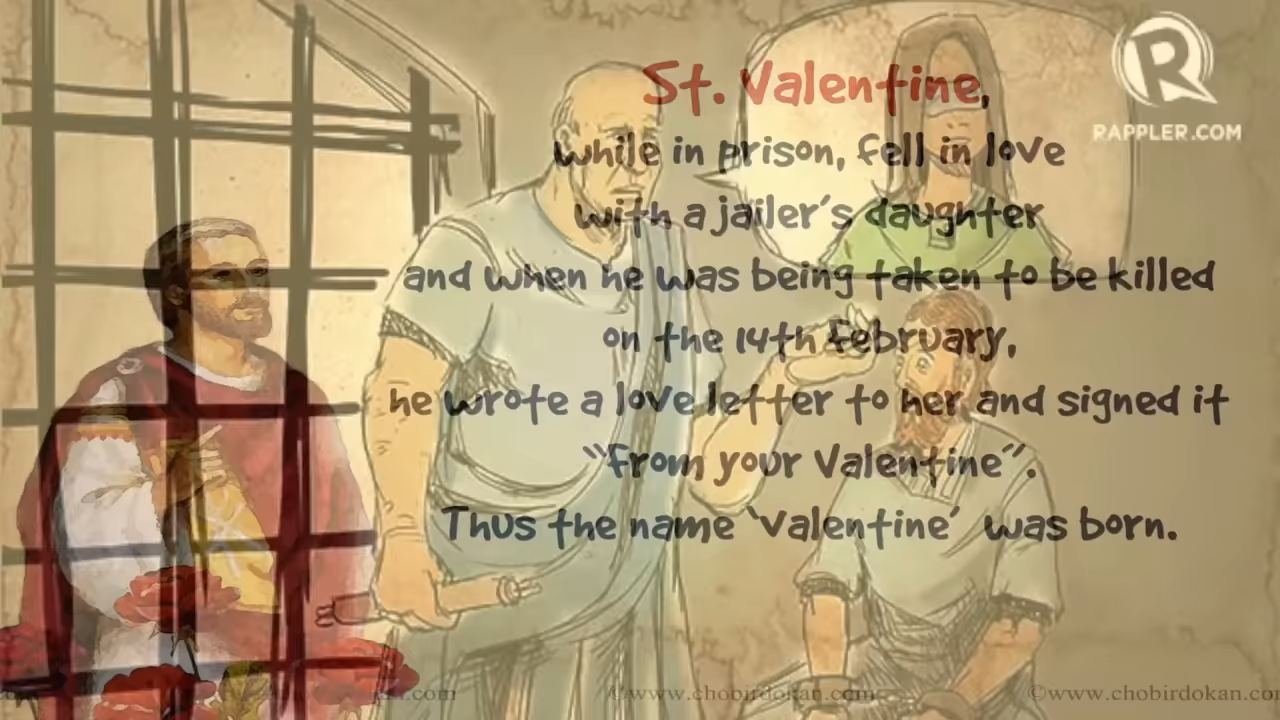 St. Valentine,
while in prison, fell in love
with a jailer's daughter
and when he was being taken to be killed
on the 14th February,
he wrote a love letter to her and signed it
"From your Valentine".
Thus the name 'Valentine' was born.
R
RAPPLER.COM
.com ©www.chobirdokan.com ©www.chobirdokan.co